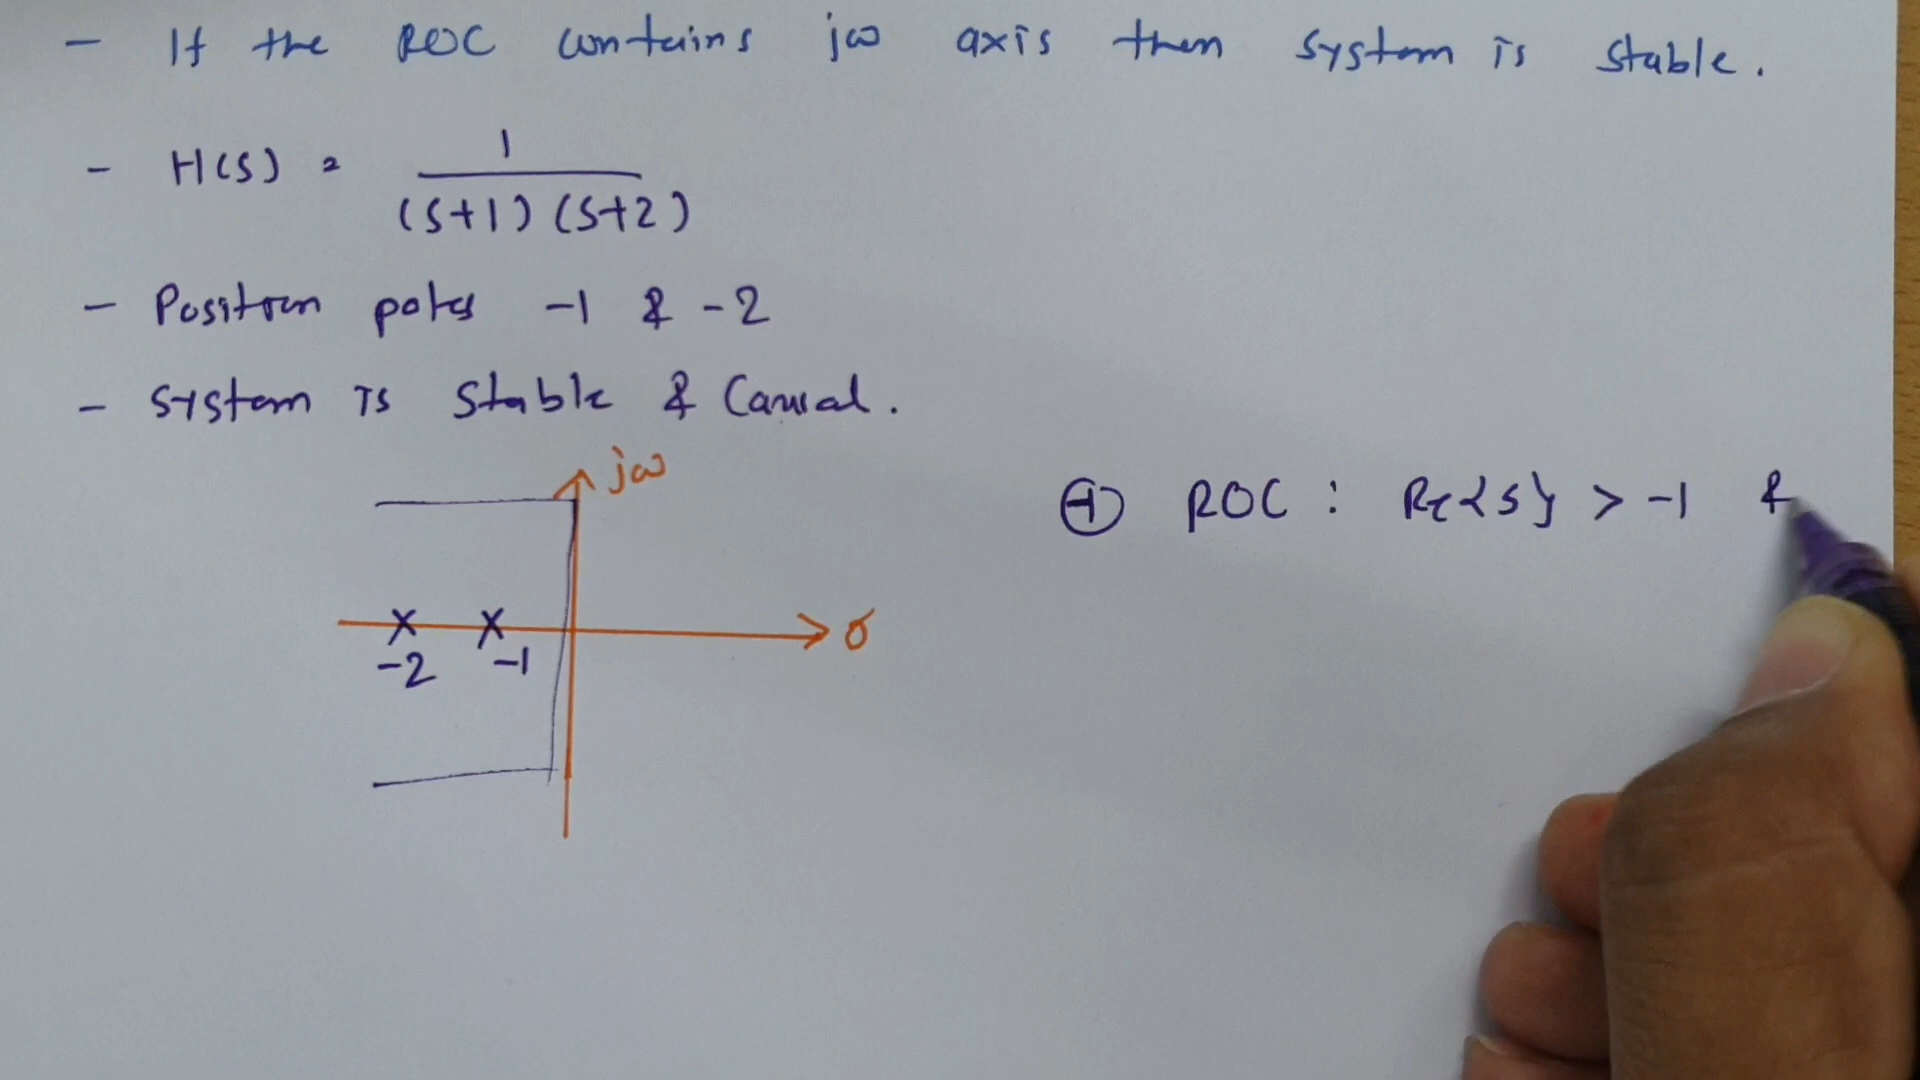 - If the ROC contains jω axis then system is stable.
- H(s) = 1
(s+1) (s+2)
- Position poles -1 & -2
- System is Stable & Causal.
jω
→ ROC : Re{s} > -1 &
σ
-2 -1